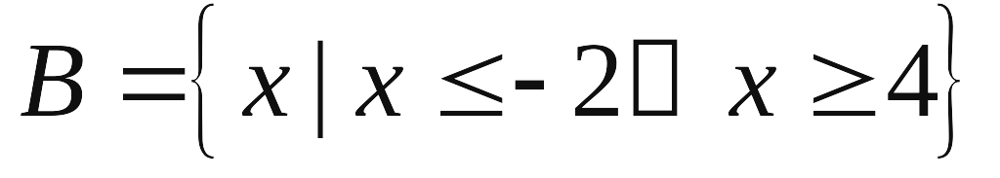 B = { x | x ≤ - 2▯ x ≥ 4 }